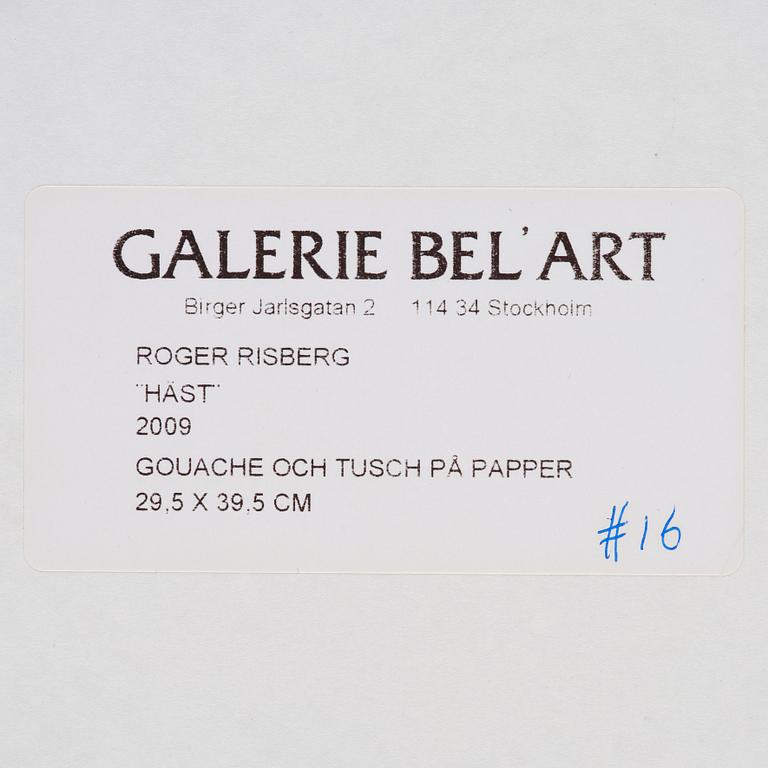 GALERIE BEL'ART
Birger Jarlsgatan 2 114 34 Stockholm
ROGER RISBERG
"HÄST"
2009
GOUACHE OCH TUSCH PÅ PAPPER
29,5 X 39,5 CM
#16